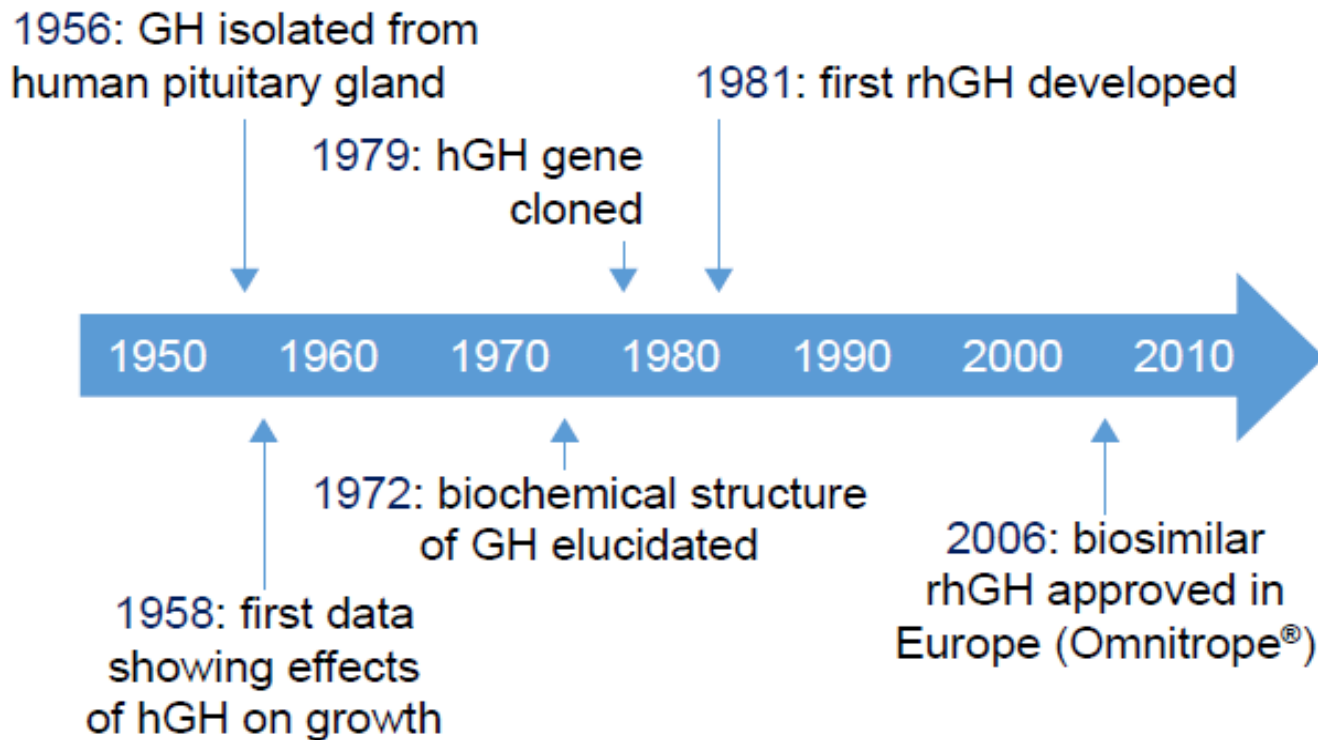 1956: GH isolated from
human pituitary gland
1981: first rhGH developed
1979: hGH gene
cloned
1950 1960 1970 1980 1990 2000 2010
1972: biochemical structure
of GH elucidated
2006: biosimilar
rhGH approved in
Europe (Omnitrope®)
1958: first data
showing effects
of hGH on growth